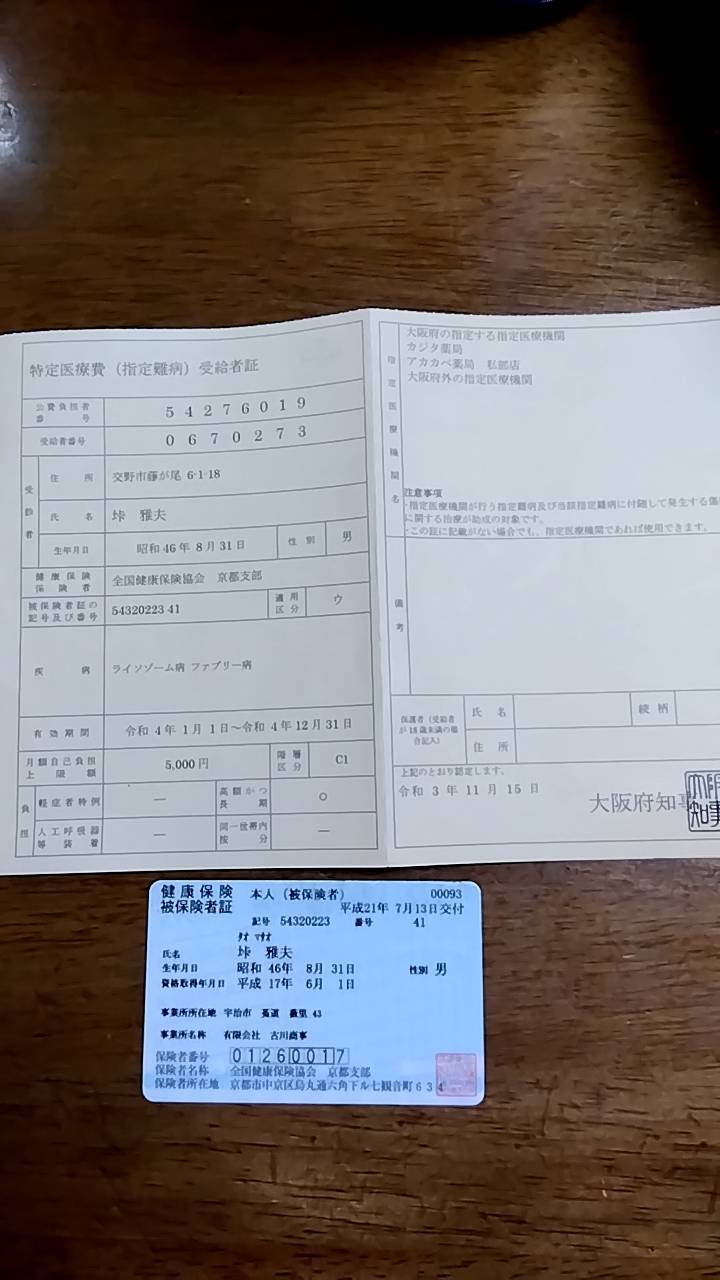 特定医療費（指定難病）受給者証
公費負担者番号 54276019
受給者番号 0670273
受診者
住所 交野市藤が尾 6-1-18
氏名 垰 雅夫
生年月日 昭和46年8月31日 性別 男
健康保険保険者 全国健康保険協会 京都支部
被保険者証の記号及び番号 54320223 41 適用区分 ウ
疾病 ライソゾーム病 ファブリー病
有効期間 令和4年1月1日～令和4年12月31日
月額自己負担上限額 5,000円 階層区分 C1
負担
軽症者特例 ― 高額かつ長期 ○
人工呼吸器等装着 ― 同一世帯内按分 ―
指定医療機関名
大阪府の指定する指定医療機関
カジタ薬局
アカカベ薬局 私部店
大阪府外の指定医療機関
注意事項
・指定医療機関が行う指定難病及び当該指定難病に付随して発生する傷
に関する治療が助成の対象です。
・この証に記載がない場合でも、指定医療機関であれば使用できます。
備考
保護者（受給者が18歳未満の場合記入）
氏名 続柄
住所
上記のとおり認定します。
令和3年11月15日
大阪府知事
健康保険 本人（被保険者） 00093
被保険者証 平成21年 7月13日交付
記号 54320223 番号 41
ﾀｵ ﾏｻｵ
氏名 垰 雅夫
生年月日 昭和46年 8月31日 性別 男
資格取得年月日 平成17年 6月 1日
事業所所在地 宇治市 菟道 薮里 43
事業所名称 有限会社 古川商事
保険者番号 01260017
保険者名称 全国健康保険協会 京都支部
保険者所在地 京都市中京区烏丸通六角下ル七観音町634